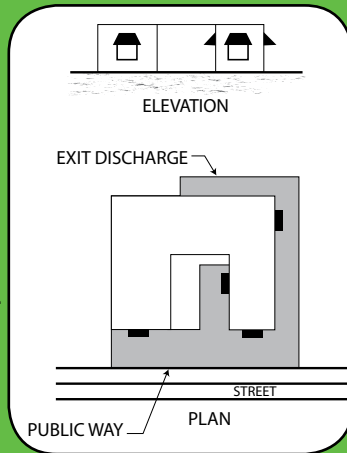 ELEVATION
EXIT DISCHARGE
STREET
PUBLIC WAY
PLAN